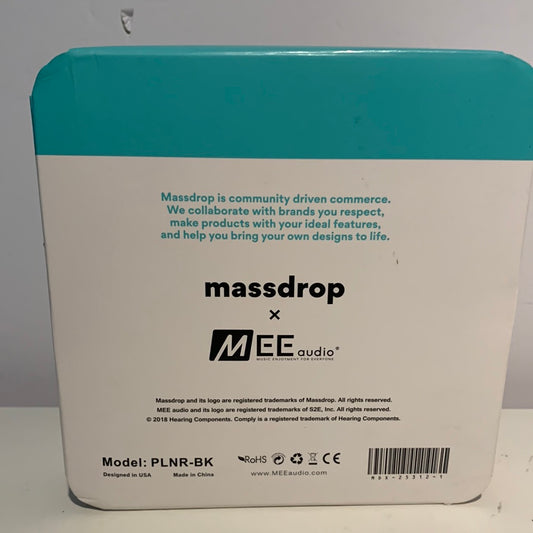 Massdrop is community driven commerce.
We collaborate with brands you respect,
make products with your ideal features,
and help you bring your own designs to life.
massdrop
×
MEE audio®
MUSIC ENJOYMENT FOR EVERYONE
Massdrop and its logo are registered trademarks of Massdrop. All rights reserved.
MEE audio and its logo are registered trademarks of S2E, Inc. All rights reserved.
© 2018 Hearing Components. Comply is a registered trademark of Hearing Components.
Model: PLNR-BK RoHS CE
Designed in USA Made in China www.MEEaudio.com MDX-25312-1